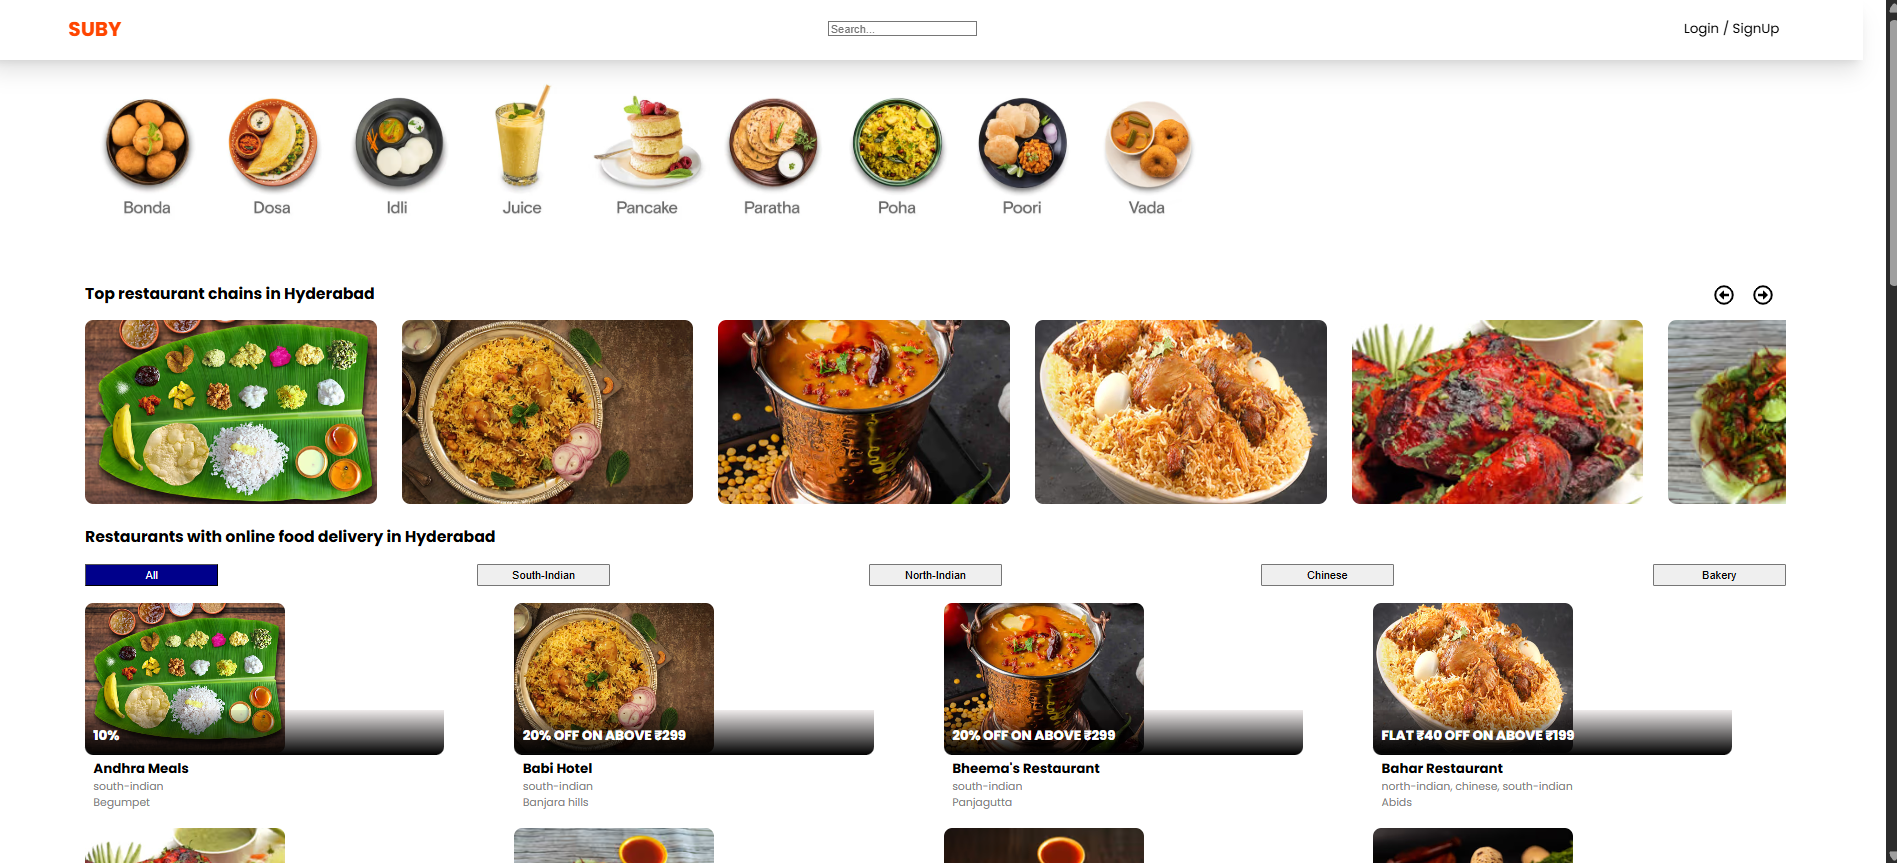 SUBY
Search...
Login / SignUp
Bonda
Dosa
Idli
Juice
Pancake
Paratha
Poha
Poori
Vada
Top restaurant chains in Hyderabad
Restaurants with online food delivery in Hyderabad
All
South-Indian
North-Indian
Chinese
Bakery
10%
20% OFF ON ABOVE ₹299
20% OFF ON ABOVE ₹299
FLAT ₹40 OFF ON ABOVE ₹199
Andhra Meals
south-indian
Begumpet
Babi Hotel
south-indian
Banjara hills
Bheema's Restaurant
south-indian
Panjagutta
Bahar Restaurant
north-indian, chinese, south-indian
Abids